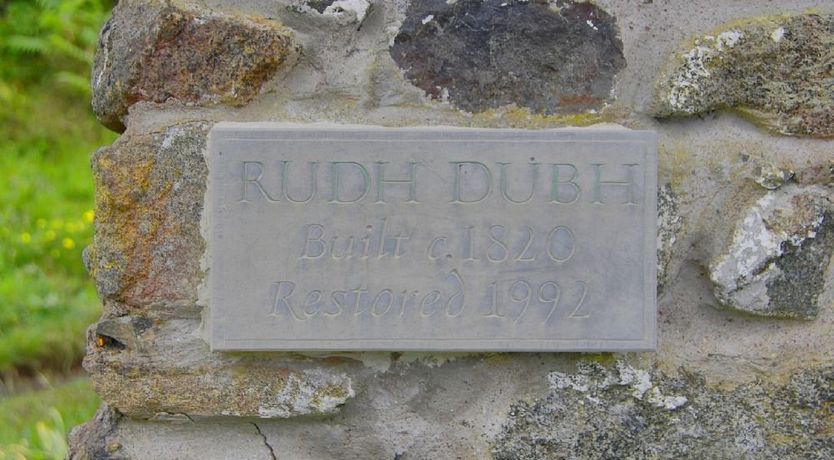 RUDH DUBH
Built c.1820
Restored 1992